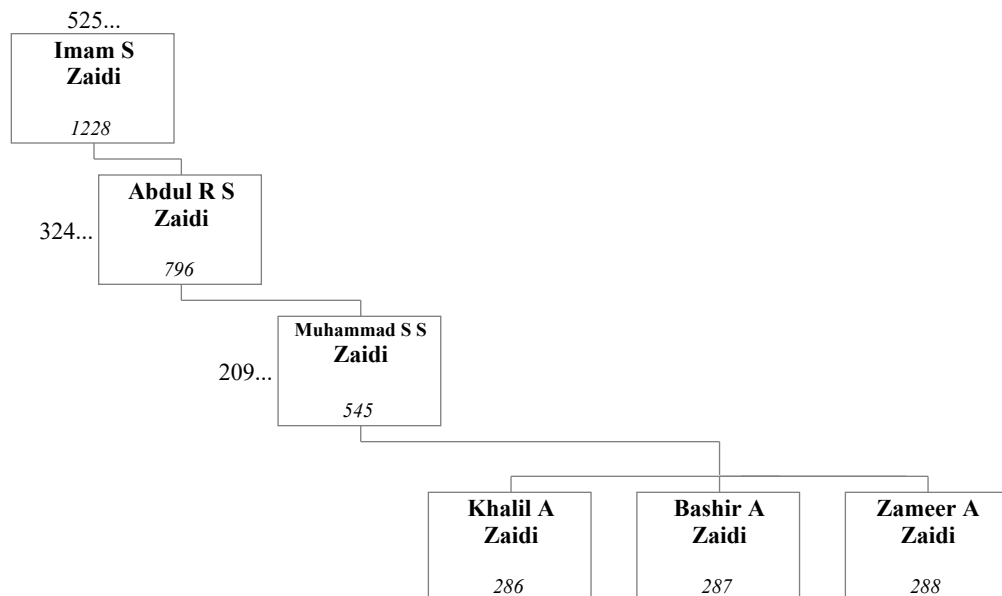 525...
Imam S
Zaidi
1228
Abdul R S
Zaidi
324...
796
Muhammad S S
Zaidi
209...
545
Khalil A
Zaidi
286
Bashir A
Zaidi
287
Zameer A
Zaidi
288